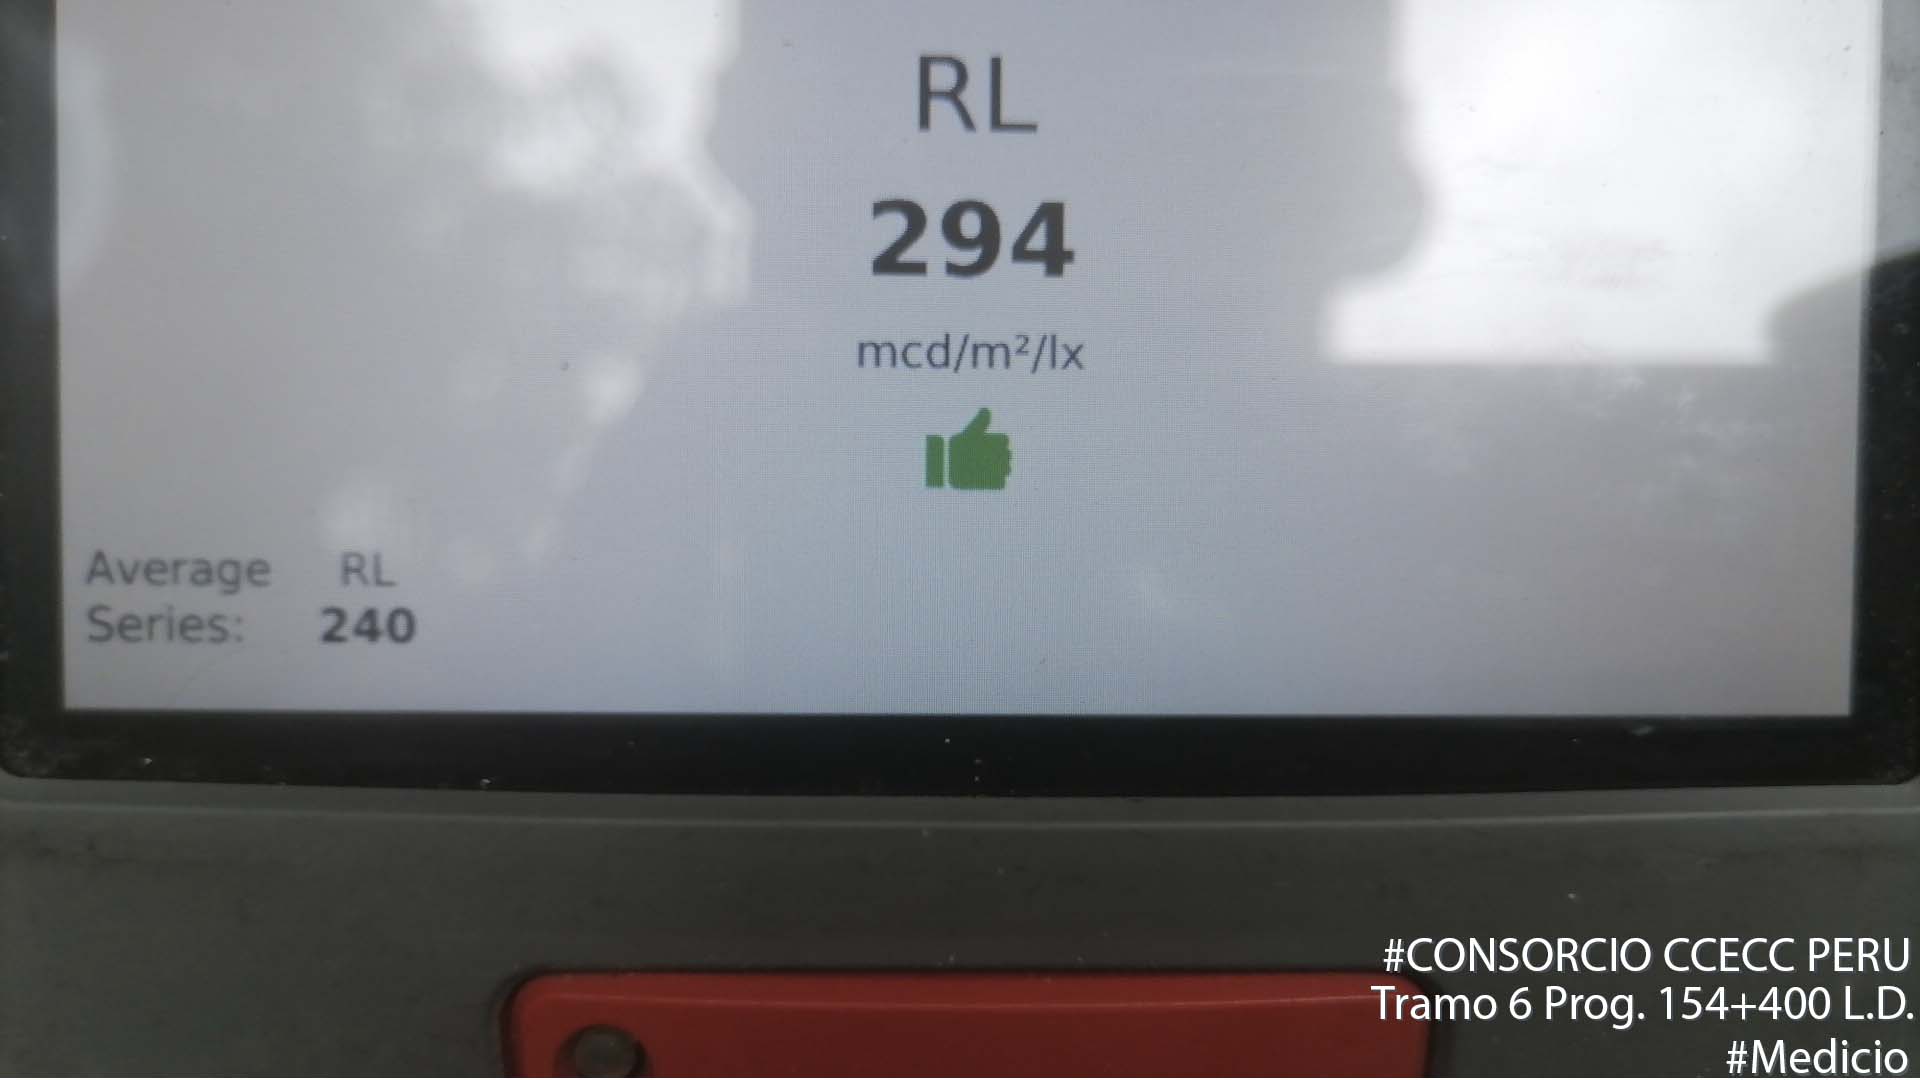 RL
294
mcd/m²/lx
Average RL
Series: 240
#CONSORCIO CCECC PERU
Tramo 6 Prog. 154+400 L.D.
#Medicio